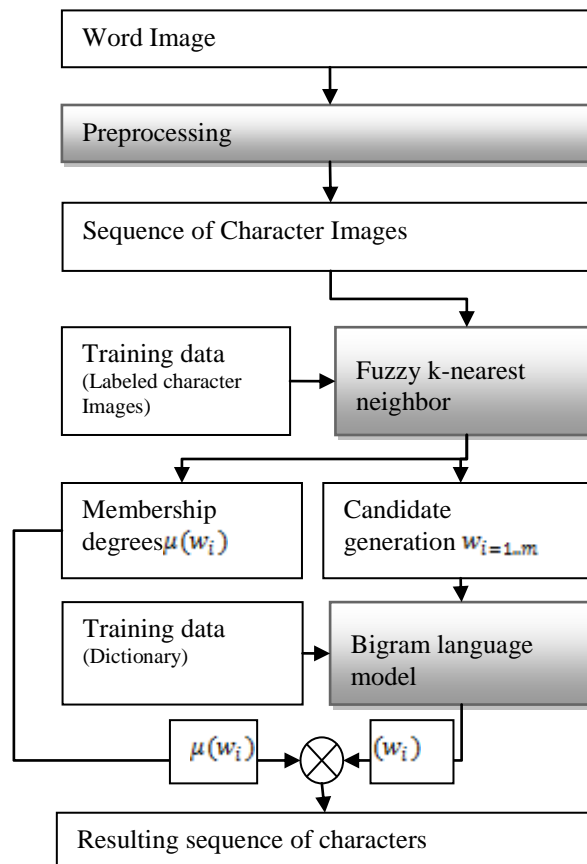 Word Image
Preprocessing
Sequence of Character Images
Training data
(Labeled character
Images)
Fuzzy k-nearest
neighbor
Membership
degrees μ(wᵢ)
Candidate
generation wᵢ₌₁..ₘ
Training data
(Dictionary)
Bigram language
model
μ(wᵢ)
(wᵢ)
Resulting sequence of characters